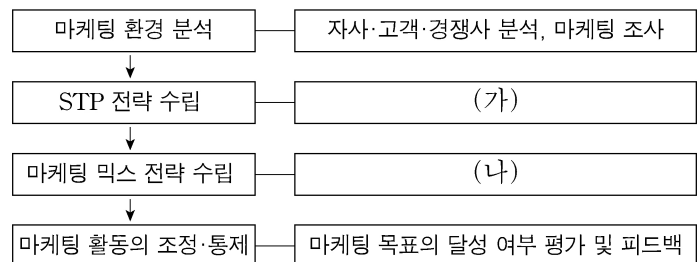 마케팅 환경 분석
자사·고객·경쟁사 분석, 마케팅 조사
STP 전략 수립
(가)
마케팅 믹스 전략 수립
(나)
마케팅 활동의 조정·통제
마케팅 목표의 달성 여부 평가 및 피드백